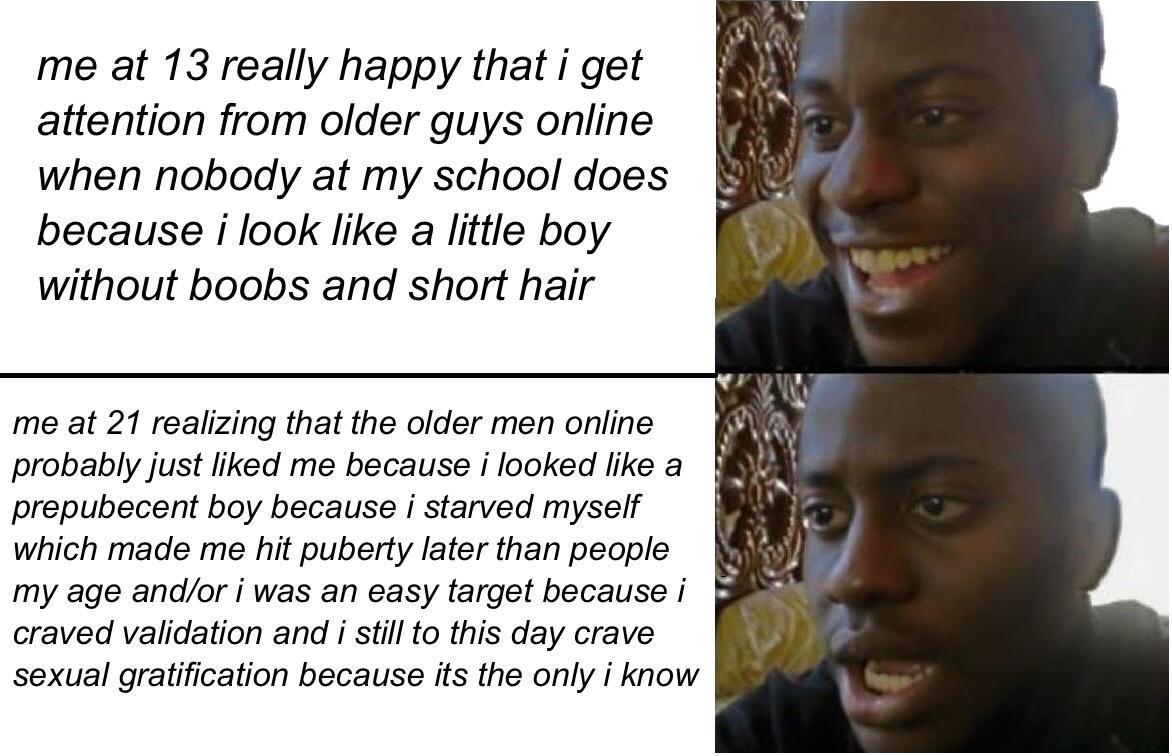 me at 13 really happy that i get
attention from older guys online
when nobody at my school does
because i look like a little boy
without boobs and short hair
me at 21 realizing that the older men online
probably just liked me because i looked like a
prepubecent boy because i starved myself
which made me hit puberty later than people
my age and/or i was an easy target because i
craved validation and i still to this day crave
sexual gratification because its the only i know